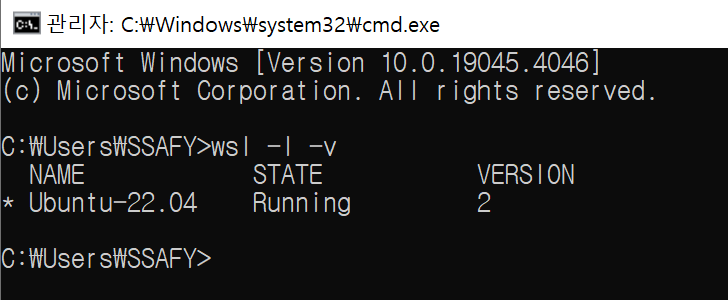 관리자: C:₩Windows₩system32₩cmd.exe
Microsoft Windows [Version 10.0.19045.4046]
(c) Microsoft Corporation. All rights reserved.
C:₩Users₩SSAFY>wsl -l -v
NAME STATE VERSION
* Ubuntu-22.04 Running 2
C:₩Users₩SSAFY>